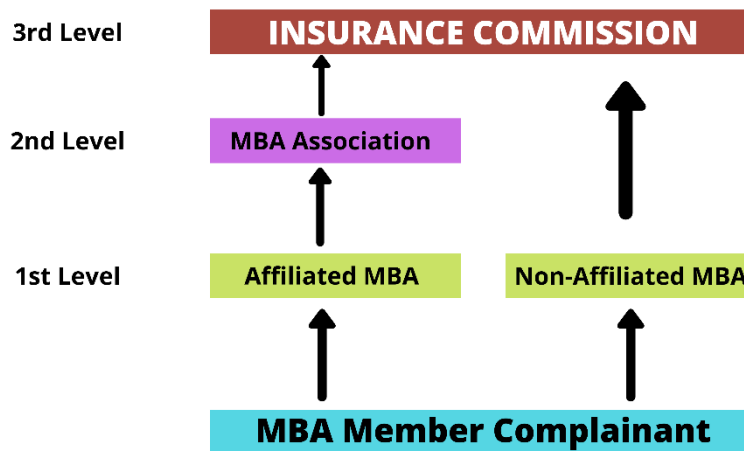 3rd Level
INSURANCE COMMISSION
2nd Level
MBA Association
1st Level
Affiliated MBA
Non-Affiliated MBA
MBA Member Complainant